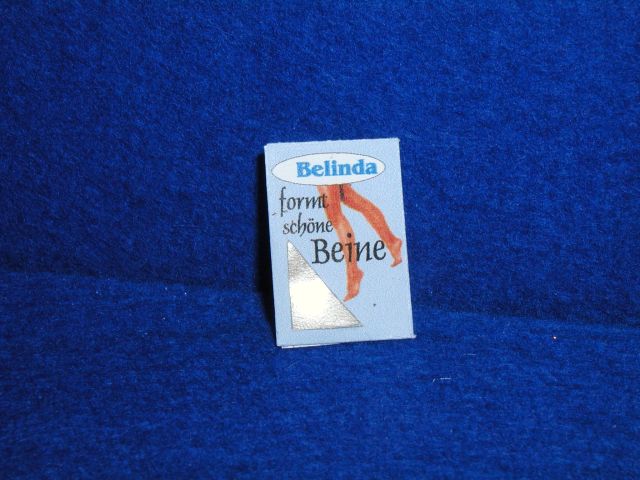 Belinda
formt
schöne
Beine